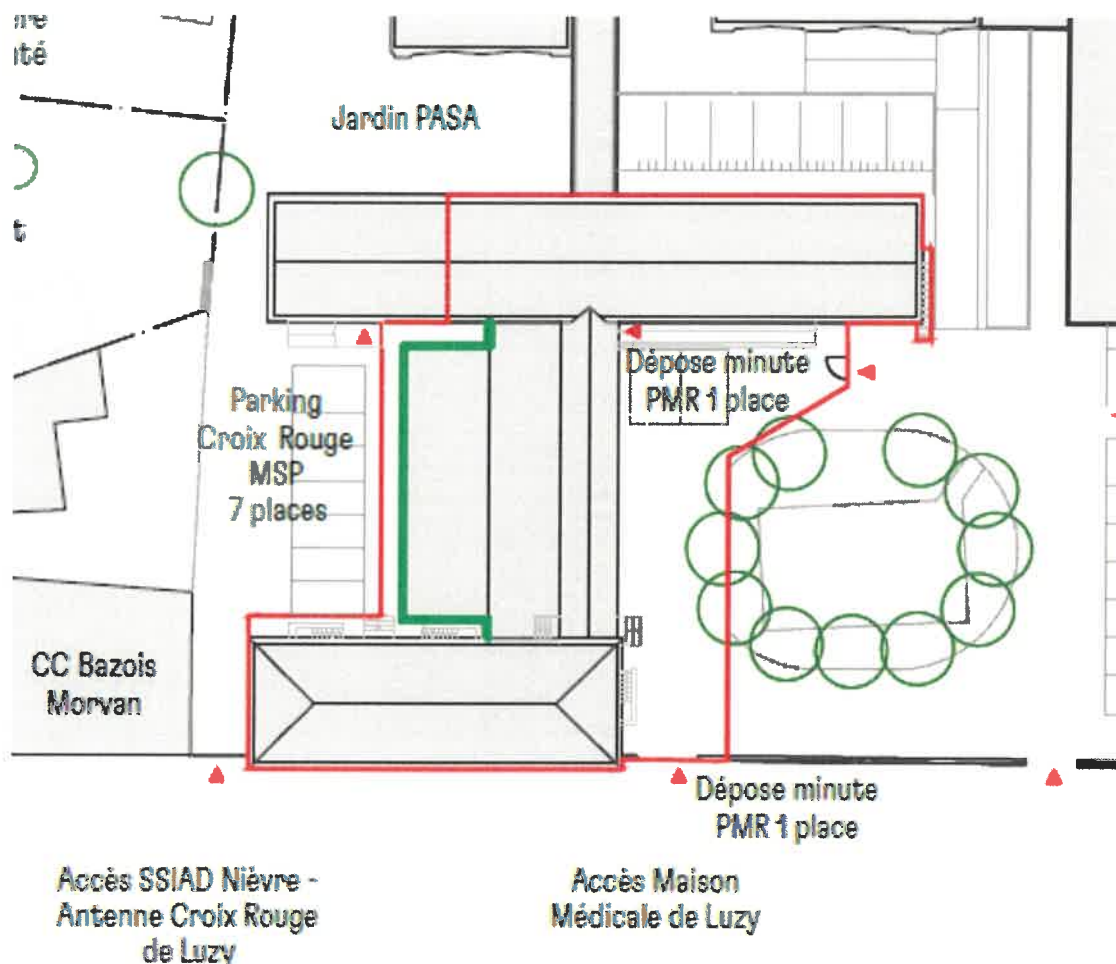 ité
Jardin PASA
t
Dépose minute
PMR 1 place
Parking
Croix Rouge
MSP
7 places
CC Bazois
Morvan
Dépose minute
PMR 1 place
Accès SSIAD Nièvre -
Antenne Croix Rouge
de Luzy
Accès Maison
Médicale de Luzy